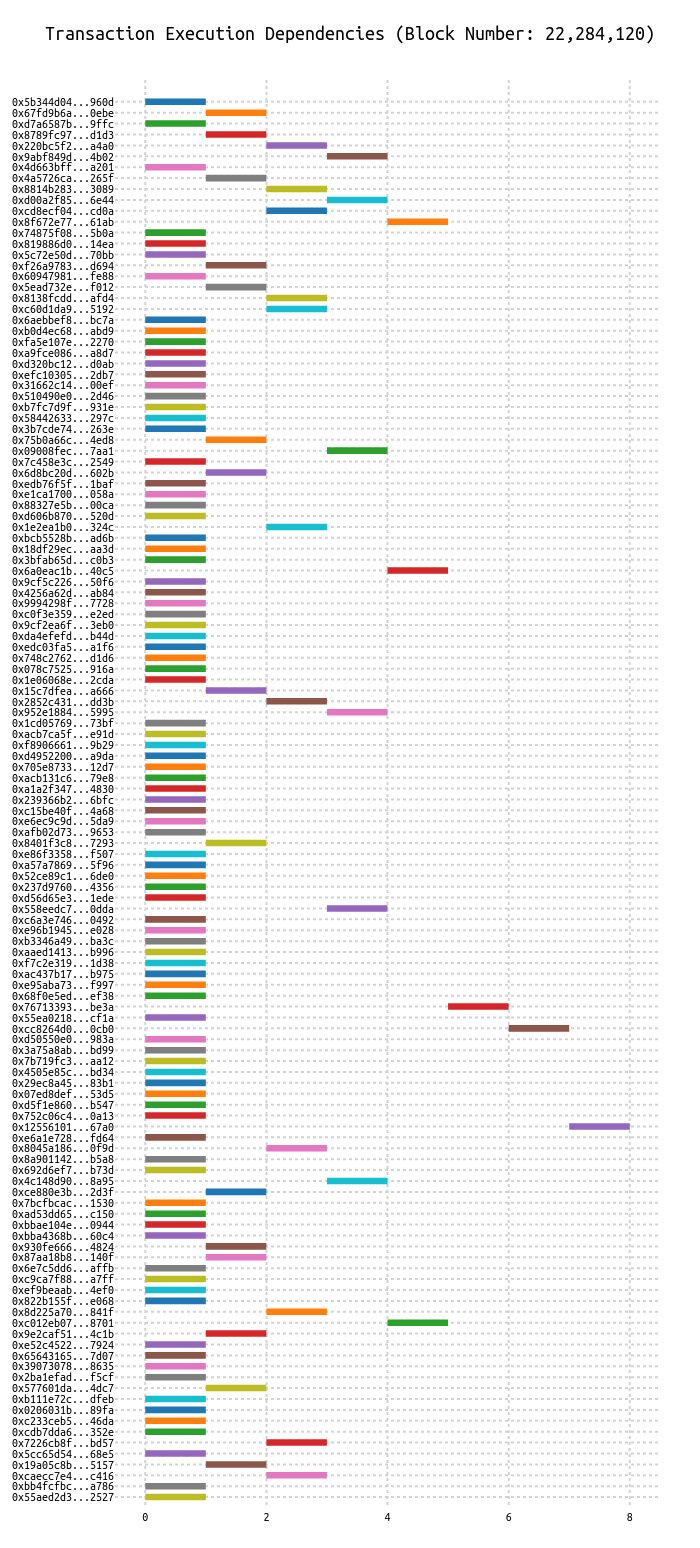 Transaction Execution Dependencies (Block Number: 22,284,120)
0x5b344d04...960d
0x67fd9b6a...0ebe
0xd7a6587b...9ffc
0x8789fc97...d1d3
0x220bc5f2...a4a0
0x9abf849d...4b02
0x4d663bff...a201
0x4a5726ca...265f
0x8814b283...3089
0xd00a2f85...6e44
0xcd8ecf04...cd0a
0x8f672e77...61ab
0x74875f08...5b0a
0x819886d0...14ea
0x5c72e50d...70bb
0xf26a9783...d694
0x60947981...fe88
0x5ead732e...f012
0x8138fcdd...afd4
0xc60d1da9...5192
0x6aebbef8...bc7a
0xb0d4ec68...abd9
0xfa5e107e...2270
0xa9fce086...a8d7
0xd320bc12...d0ab
0xefc10305...2db7
0x31662c14...00ef
0x510490e0...2d46
0xb7fc7d9f...931e
0x58442633...297c
0x3b7cde74...263e
0x75b0a66c...4ed8
0x09008fec...7aa1
0x7c458e3c...2549
0x6d8bc20d...602b
0xedb76f5f...1baf
0xe1ca1700...058a
0x88327e5b...00ca
0xd606b870...520d
0x1e2ea1b0...324c
0xbcb5528b...ad6b
0x18df29ec...aa3d
0x3bfab65d...c0b3
0x6a0eac1b...40c5
0x9cf5c226...50f6
0x4256a62d...ab84
0x9994298f...7728
0xc0f3e359...e2ed
0x9cf2ea6f...3eb0
0xda4efefd...b44d
0xedc03fa5...a1f6
0x748c2762...d1d6
0x078c7525...916a
0x1e06068e...2cda
0x15c7dfea...a666
0x2852c431...dd3b
0x952e1884...5995
0x1cd05769...73bf
0xacb7ca5f...e91d
0xf8906661...9b29
0xd4952200...a9da
0x705e8733...12d7
0xacb131c6...79e8
0xa1a2f347...4830
0x239366b2...6bfc
0xc15be40f...4a68
0xe6ec9c9d...5da9
0xafb02d73...9653
0x8401f3c8...7293
0xe86f3358...f507
0xa57a7869...5f96
0x52ce89c1...6de0
0x237d9760...4356
0xd56d65e3...1ede
0x558eedc7...0dda
0xc6a3e746...0492
0xe96b1945...e028
0xb3346a49...ba3c
0xaaed1413...b996
0xf7c2e319...1d38
0xac437b17...b975
0xe95aba73...f997
0x68f0e5ed...ef38
0x76713393...be3a
0x55ea0218...cf1a
0xcc8264d0...0cb0
0xd50550e0...983a
0x3a75a8ab...bd99
0x7b719fc3...aa12
0x4505e85c...bd34
0x29ec8a45...83b1
0x07ed8def...53d5
0xd5f1e860...b547
0x752c06c4...0a13
0x12556101...67a0
0xe6a1e728...fd64
0x8045a186...0f9d
0x8a901142...b5a8
0x692d6ef7...b73d
0x4c148d90...8a95
0xce880e3b...2d3f
0x7bcfbcac...1530
0xad53dd65...c150
0xbbae104e...0944
0xbba4368b...60c4
0x930fe666...4824
0x87aa18b8...140f
0x6e7c5dd6...affb
0xc9ca7f88...a7ff
0xef9beaab...4ef0
0x822b155f...e068
0x8d225a70...841f
0xc012eb07...8701
0x9e2caf51...4c1b
0xe52c4522...7924
0x65643165...7d07
0x39073078...8635
0x2ba1efad...f5cf
0x577601da...4dc7
0xb111e72c...dfeb
0x0206031b...89fa
0xc233ceb5...46da
0xcdb7dda6...352e
0x7226cb8f...bd57
0x5cc65d54...68e5
0x19a05c8b...5157
0xcaecc7e4...c416
0xbb4fcfbc...a786
0x55aed2d3...2527
0 2 4 6 8